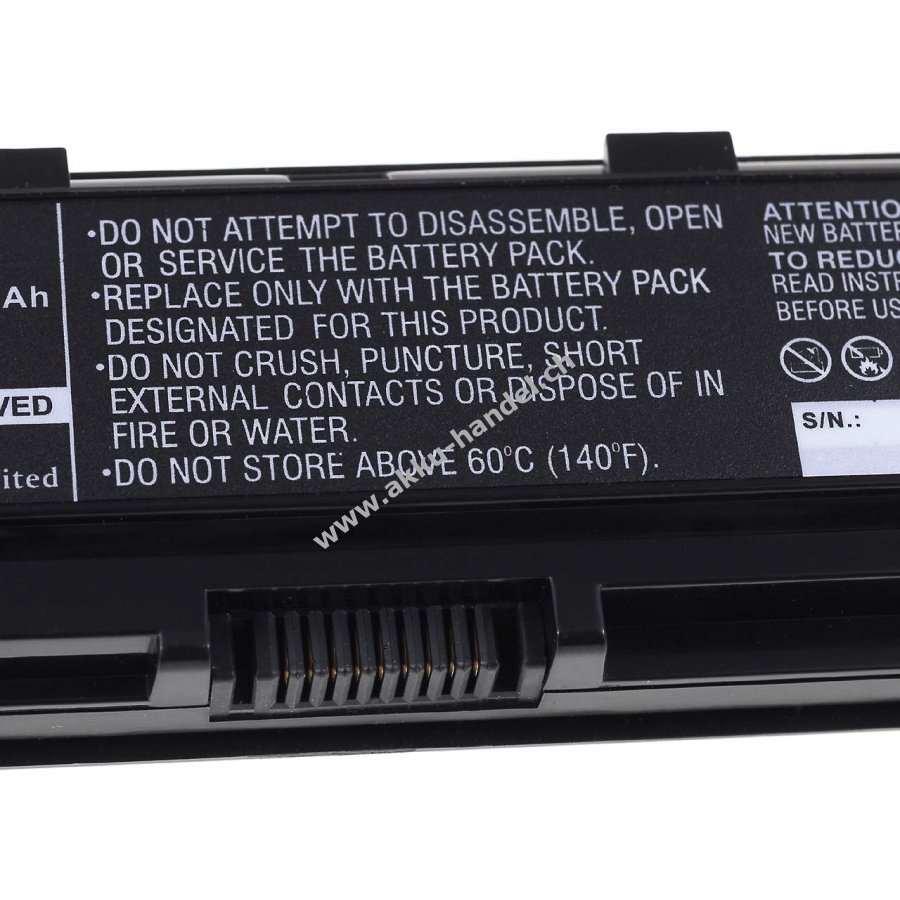 Ah
VED
ited
•DO NOT ATTEMPT TO DISASSEMBLE, OPEN
OR SERVICE THE BATTERY PACK.
•REPLACE ONLY WITH THE BATTERY PACK
DESIGNATED FOR THIS PRODUCT.
•DO NOT CRUSH, PUNCTURE, SHORT
EXTERNAL CONTACTS OR DISPOSE OF IN
FIRE OR WATER.
•DO NOT STORE ABOVE 60°C (140°F).
ATTENTIO
NEW BATTER
TO REDUC
READ INSTR
BEFORE US
S/N.:
www.akku-handel.ch